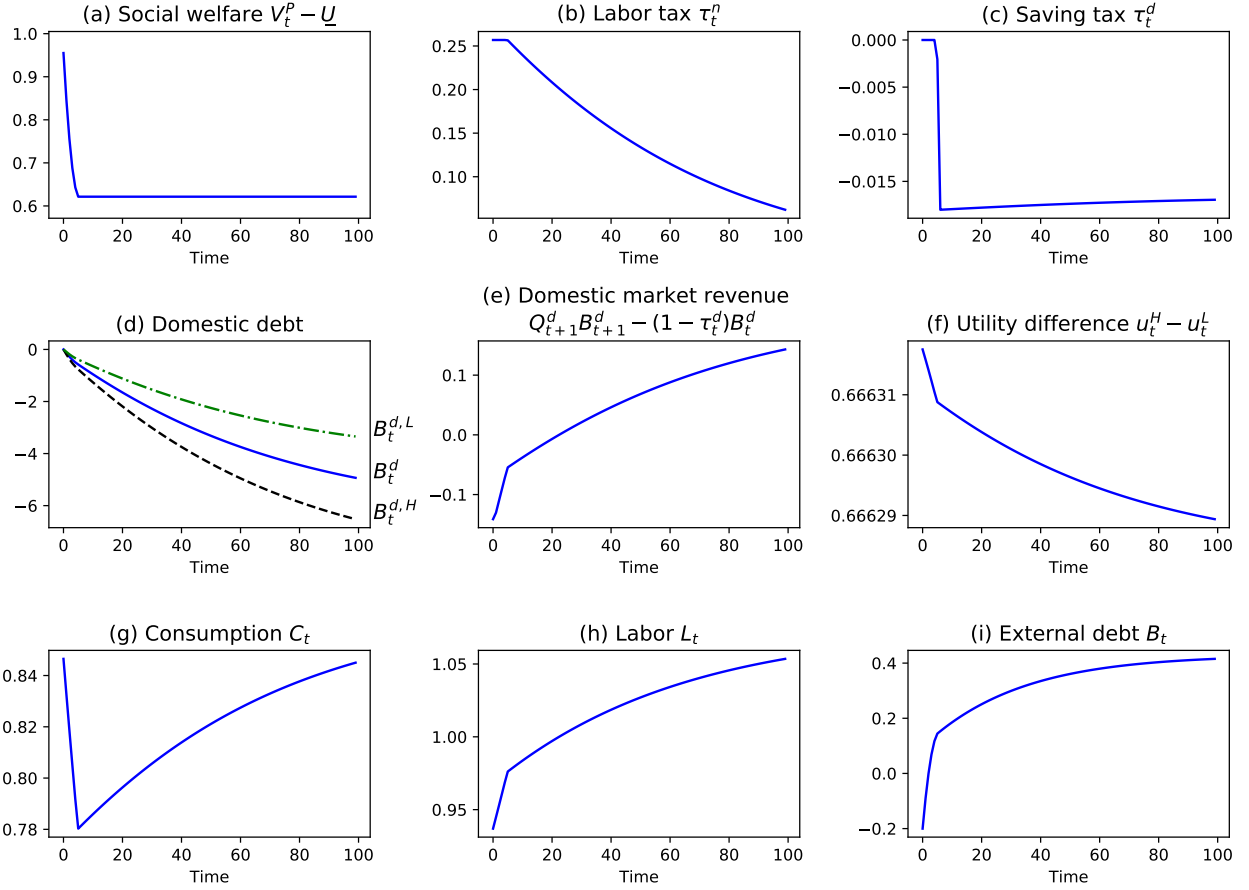 (a) Social welfare $V_t^P - \underline{U}$
1.0
0.9
0.8
0.7
0.6
0 20 40 60 80 100
Time
(b) Labor tax $\tau_t^n$
0.25
0.20
0.15
0.10
0 20 40 60 80 100
Time
(c) Saving tax $\tau_t^d$
0.000
−0.005
−0.010
−0.015
0 20 40 60 80 100
Time
(d) Domestic debt
0
−2
−4
−6
$B_t^{d,L}$
$B_t^d$
$B_t^{d,H}$
0 20 40 60 80 100
Time
(e) Domestic market revenue
$Q_{t+1}^d B_{t+1}^d - (1 - \tau_t^d) B_t^d$
0.1
0.0
−0.1
0 20 40 60 80 100
Time
(f) Utility difference $u_t^H - u_t^L$
0.66631
0.66630
0.66629
0 20 40 60 80 100
Time
(g) Consumption $C_t$
0.84
0.82
0.80
0.78
0 20 40 60 80 100
Time
(h) Labor $L_t$
1.05
1.00
0.95
0 20 40 60 80 100
Time
(i) External debt $B_t$
0.4
0.2
0.0
−0.2
0 20 40 60 80 100
Time